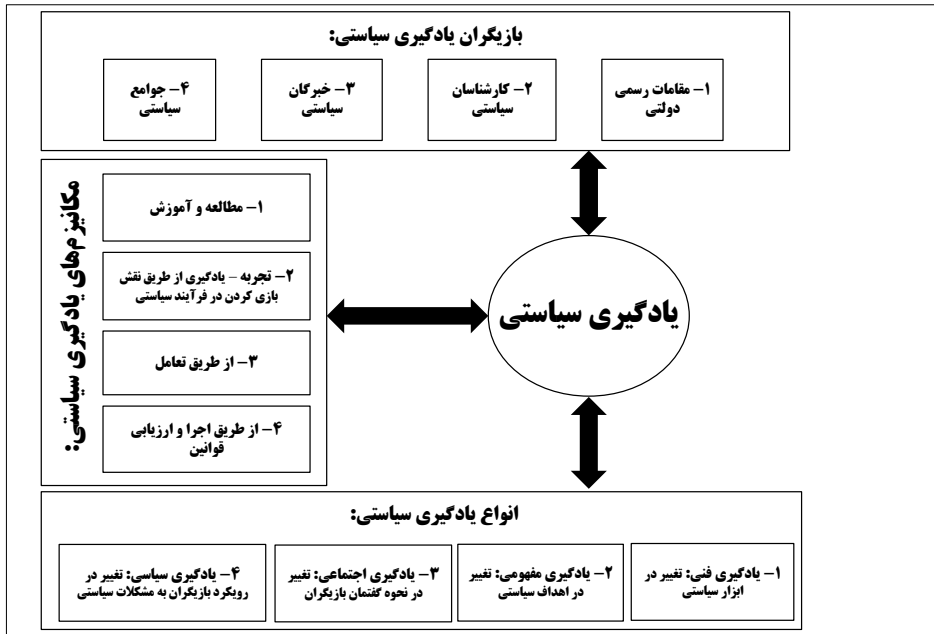 بازیگران یادگیری سیاستی:
۱- مقامات رسمی
دولتی
۲- کارشناسان
سیاستی
۳- خبرگان
سیاستی
۴- جوامع
سیاستی
مکانیزم‌های یادگیری سیاستی:
۱- مطالعه و آموزش
۲- تجربه – یادگیری از طریق نقش
بازی کردن در فرآیند سیاستی
۳- از طریق تعامل
۴- از طریق اجرا و ارزیابی
قوانین
یادگیری سیاستی
انواع یادگیری سیاستی:
۱- یادگیری فنی: تغییر در
ابزار سیاستی
۲- یادگیری مفهومی: تغییر
در اهداف سیاستی
۳- یادگیری اجتماعی: تغییر
در نحوه گفتمان بازیگران
۴- یادگیری سیاسی: تغییر در
رویکرد بازیگران به مشکلات سیاستی